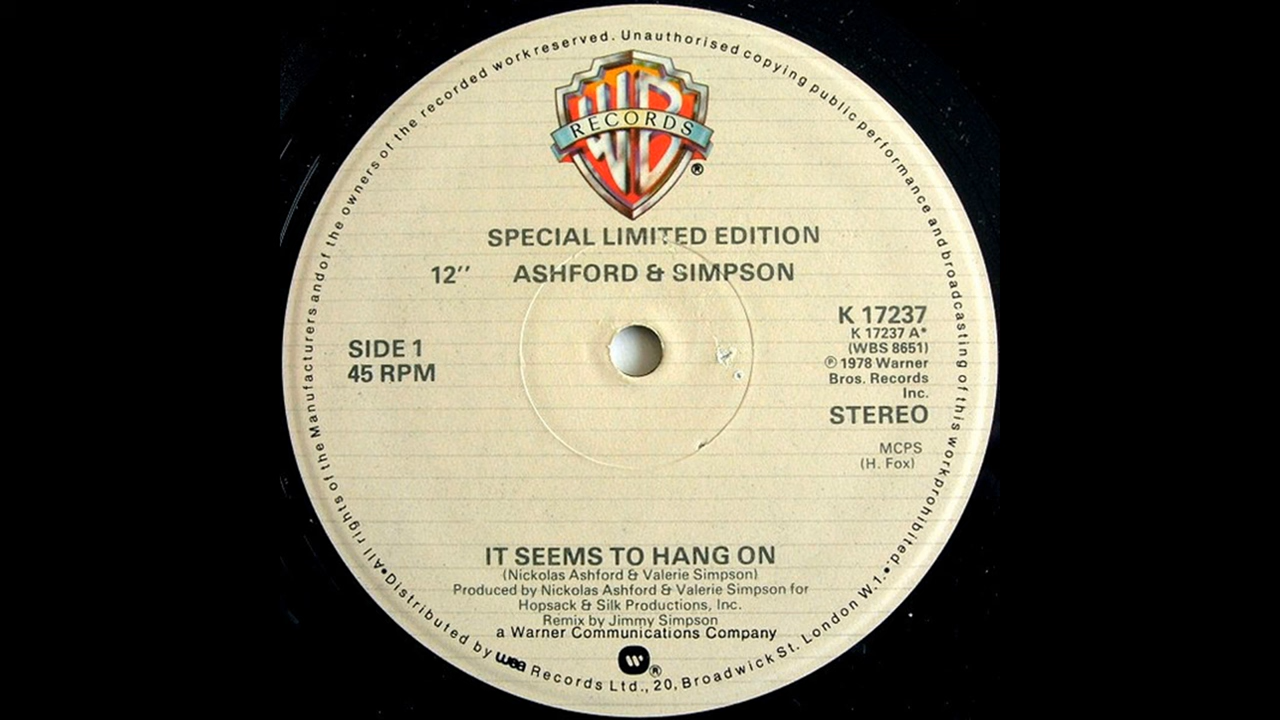 WB
RECORDS
®
SPECIAL LIMITED EDITION
12″ ASHFORD & SIMPSON
K 17237
K 17237 A*
(WBS 8651)
℗ 1978 Warner
Bros. Records
Inc.
STEREO
MCPS
(H. Fox)
SIDE 1
45 RPM
IT SEEMS TO HANG ON
(Nickolas Ashford & Valerie Simpson)
Produced by Nickolas Ashford & Valerie Simpson for
Hopsack & Silk Productions, Inc.
Remix by Jimmy Simpson
a Warner Communications Company
®
•All rights of the Manufacturers and of the owners of the recorded work reserved. Unauthorised copying public performance and broadcasting of this work prohibited.•
Distributed by wea Records Ltd., 20, Broadwick St. London W.1.